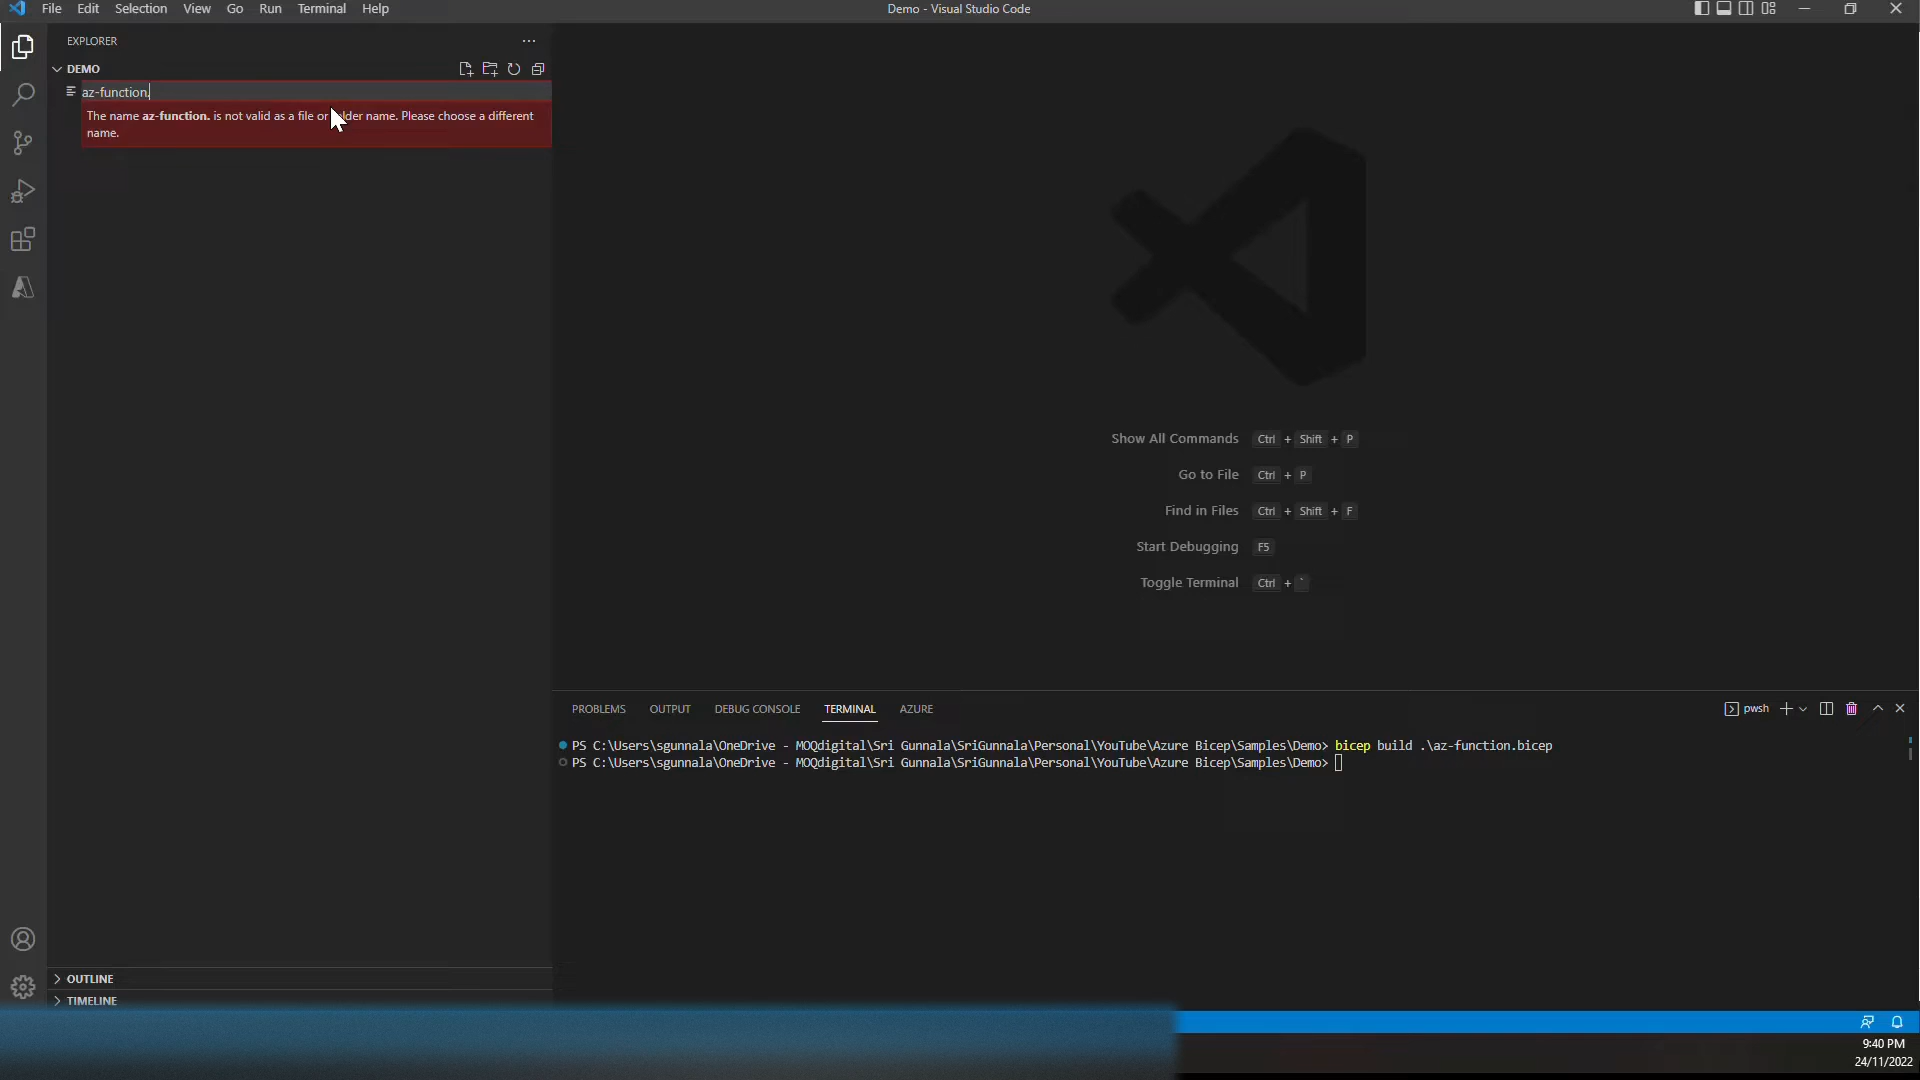 File Edit Selection View Go Run Terminal Help
Demo - Visual Studio Code
EXPLORER
DEMO
az-function.
The name az-function. is not valid as a file or older name. Please choose a different
name.
Show All Commands Ctrl + Shift + P
Go to File Ctrl + P
Find in Files Ctrl + Shift + F
Start Debugging F5
Toggle Terminal Ctrl + `
PROBLEMS OUTPUT DEBUG CONSOLE TERMINAL AZURE
pwsh
PS C:\Users\sgunnala\OneDrive - MOQdigital\Sri Gunnala\SriGunnala\Personal\YouTube\Azure Bicep\Samples\Demo> bicep build .\az-function.bicep
PS C:\Users\sgunnala\OneDrive - MOQdigital\Sri Gunnala\SriGunnala\Personal\YouTube\Azure Bicep\Samples\Demo>
OUTLINE
TIMELINE
9:40 PM
24/11/2022